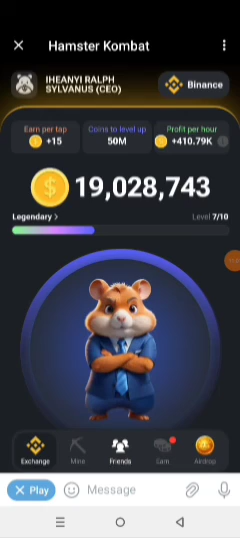 Hamster Kombat
IHEANYI RALPH
SYLVANUS (CEO)
Binance
Earn per tap
+15
Coins to level up
50M
Profit per hour
+410.79K
19,028,743
Legendary >
Level 7/10
Exchange
Mine
Friends
Earn
Airdrop
Play
Message